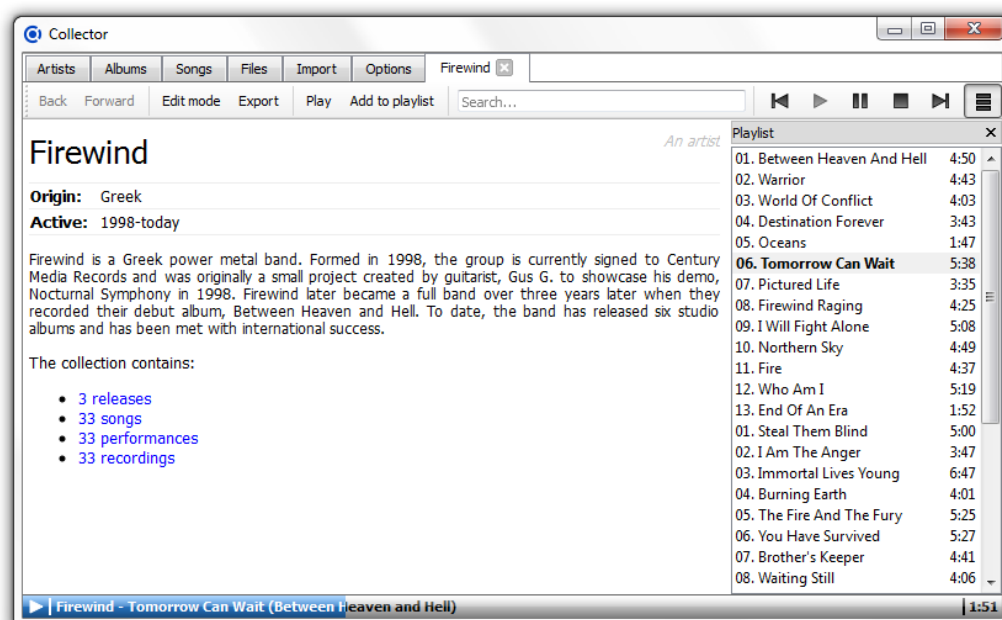 Collector
Artists Albums Songs Files Import Options Firewind
Back Forward Edit mode Export Play Add to playlist Search...
Firewind
An artist
Origin: Greek
Active: 1998-today
Firewind is a Greek power metal band. Formed in 1998, the group is currently signed to Century
Media Records and was originally a small project created by guitarist, Gus G. to showcase his demo,
Nocturnal Symphony in 1998. Firewind later became a full band over three years later when they
recorded their debut album, Between Heaven and Hell. To date, the band has released six studio
albums and has been met with international success.
The collection contains:
• 3 releases
• 33 songs
• 33 performances
• 33 recordings
Playlist
01. Between Heaven And Hell 4:50
02. Warrior 4:43
03. World Of Conflict 4:03
04. Destination Forever 3:43
05. Oceans 1:47
06. Tomorrow Can Wait 5:38
07. Pictured Life 3:35
08. Firewind Raging 4:25
09. I Will Fight Alone 5:08
10. Northern Sky 4:49
11. Fire 4:37
12. Who Am I 5:19
13. End Of An Era 1:52
01. Steal Them Blind 5:00
02. I Am The Anger 3:47
03. Immortal Lives Young 6:47
04. Burning Earth 4:01
05. The Fire And The Fury 5:25
06. You Have Survived 5:27
07. Brother's Keeper 4:41
08. Waiting Still 4:06
Firewind - Tomorrow Can Wait (Between Heaven and Hell) 1:51